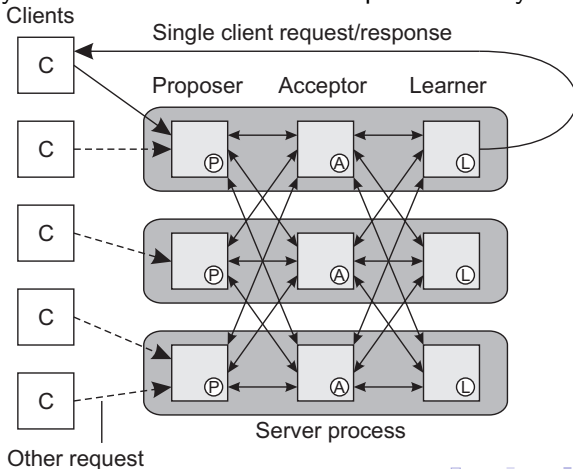 Clients
Single client request/response
C
Proposer Acceptor Learner
C
P A L
C
P A L
C
C
P A L
Server process
Other request